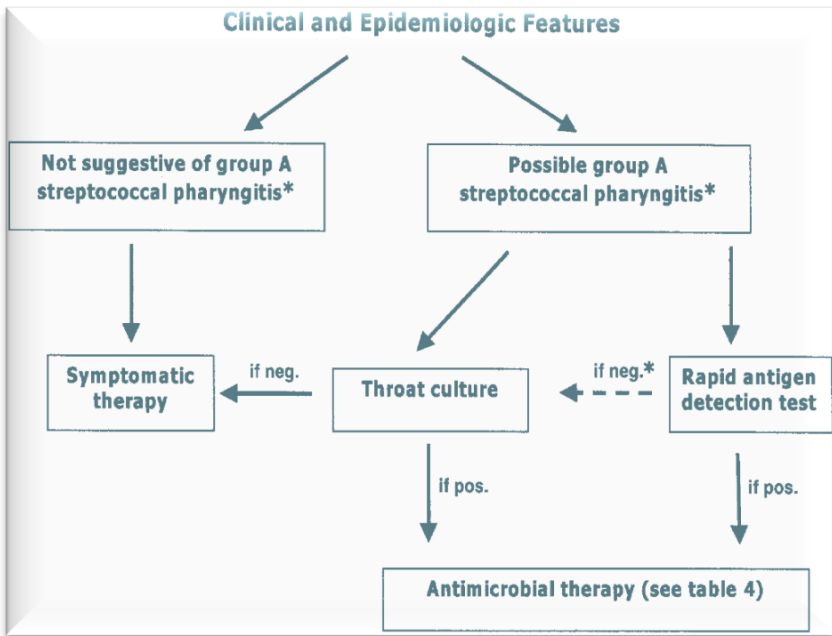 Clinical and Epidemiologic Features
Not suggestive of group A
streptococcal pharyngitis*
Possible group A
streptococcal pharyngitis*
Symptomatic
therapy
if neg.
Throat culture
if neg.*
Rapid antigen
detection test
if pos.
if pos.
Antimicrobial therapy (see table 4)